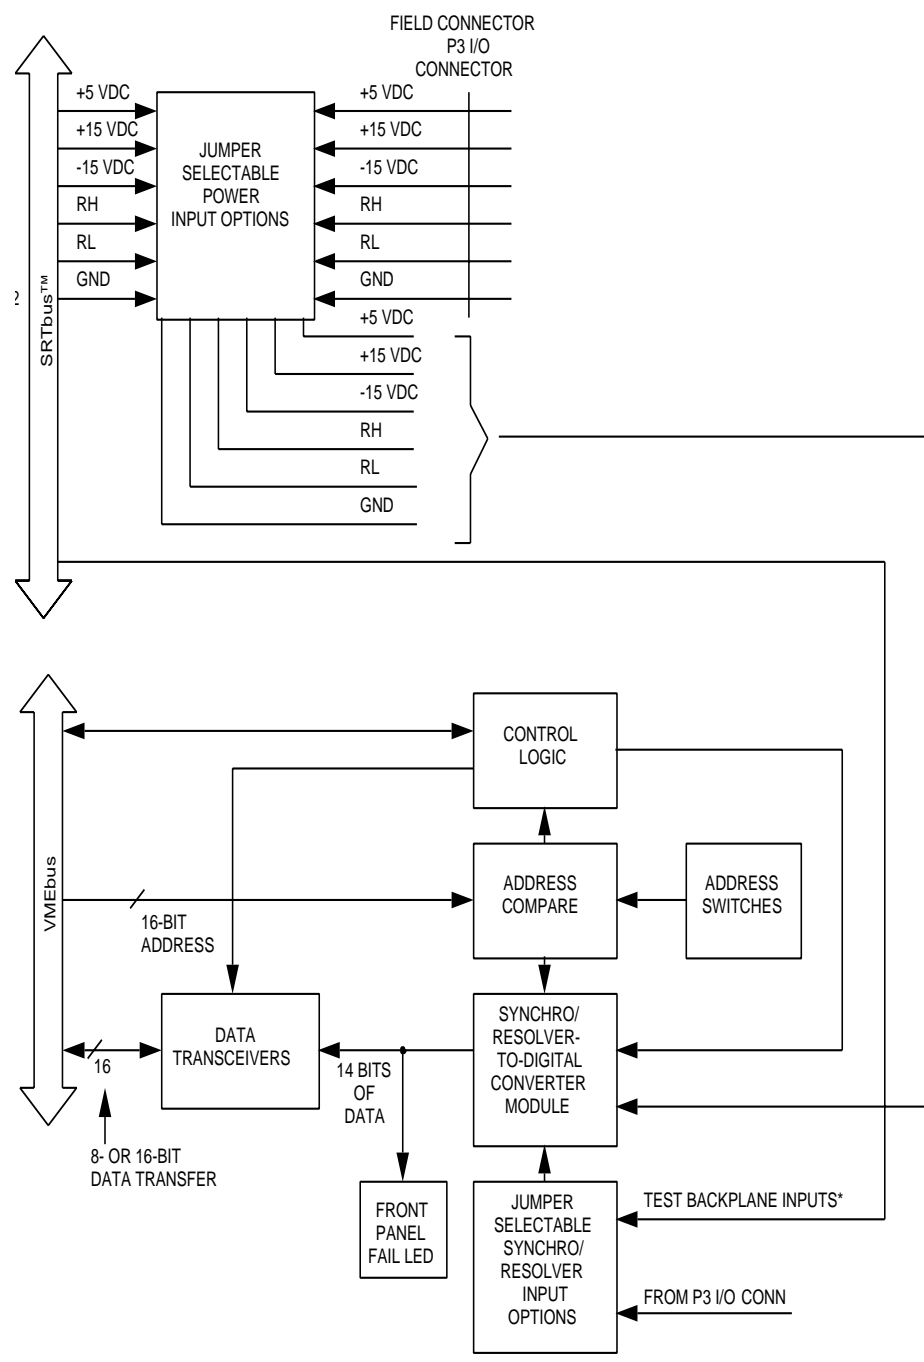 FIELD CONNECTOR
P3 I/O
CONNECTOR
+5 VDC
+15 VDC
-15 VDC
RH
RL
GND
JUMPER
SELECTABLE
POWER
INPUT OPTIONS
+5 VDC
+15 VDC
-15 VDC
RH
RL
GND
SRTbus™
+5 VDC
+15 VDC
-15 VDC
RH
RL
GND
VMEbus
CONTROL
LOGIC
ADDRESS
COMPARE
ADDRESS
SWITCHES
16-BIT
ADDRESS
DATA
TRANSCEIVERS
16
8- OR 16-BIT
DATA TRANSFER
14 BITS
OF
DATA
SYNCHRO/
RESOLVER-
TO-DIGITAL
CONVERTER
MODULE
FRONT
PANEL
FAIL LED
JUMPER
SELECTABLE
SYNCHRO/
RESOLVER
INPUT
OPTIONS
TEST BACKPLANE INPUTS*
FROM P3 I/O CONN